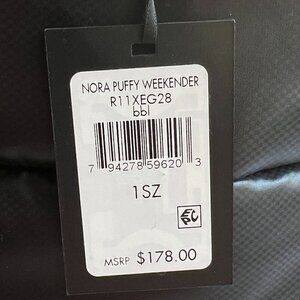 NORA PUFFY WEEKENDER
R11XEG28
bbl
7 94278 59620 3
1SZ
MSRP $178.00